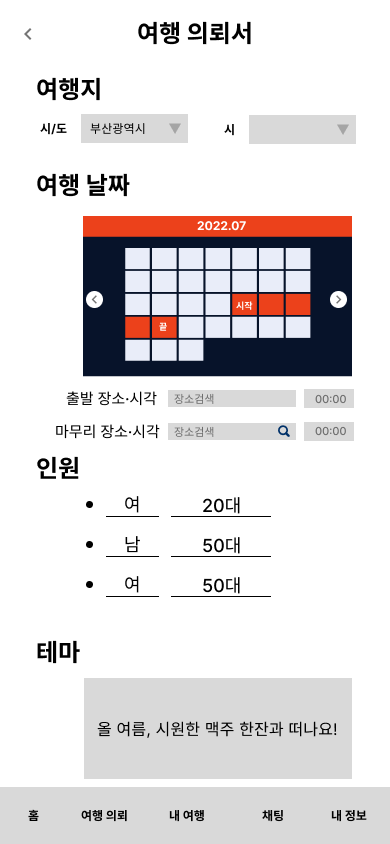 여행 의뢰서
여행지
시/도 부산광역시 시
여행 날짜
2022.07
시작
끝
출발 장소·시각 장소검색 00:00
마무리 장소·시각 장소검색 00:00
인원
여 20대
남 50대
여 50대
테마
올 여름, 시원한 맥주 한잔과 떠나요!
홈 여행 의뢰 내 여행 채팅 내 정보